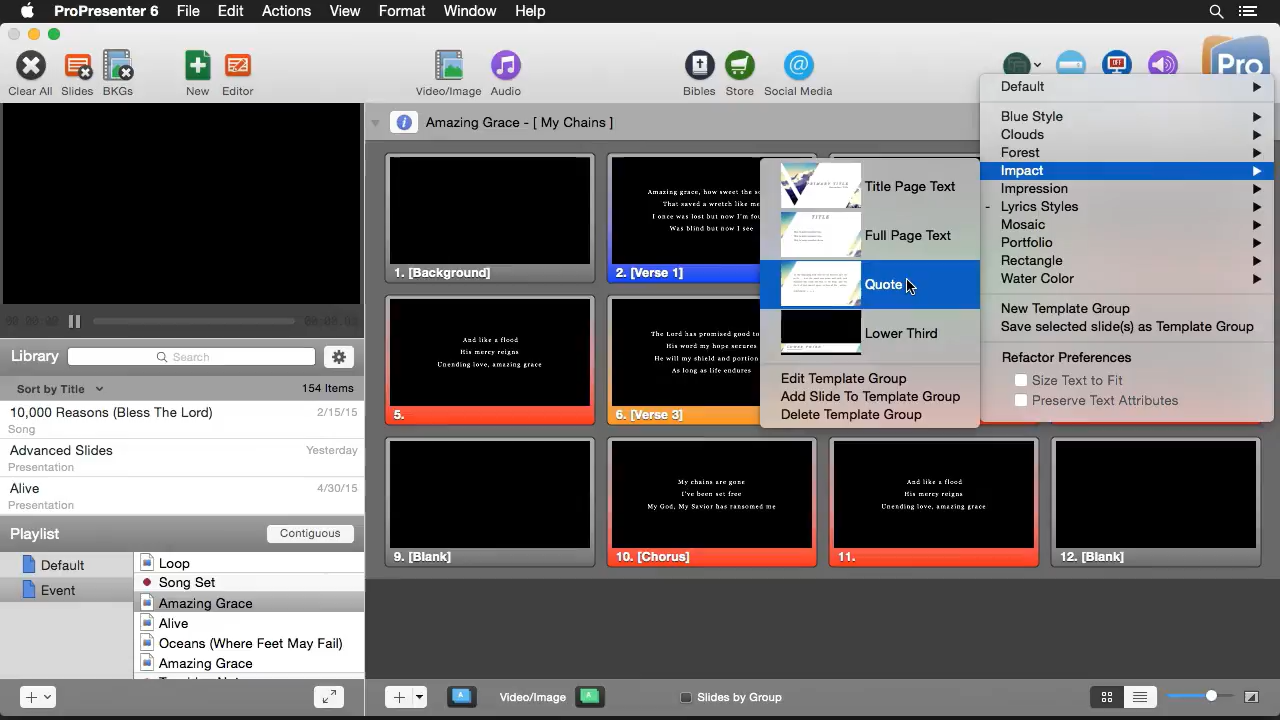 ProPresenter 6 File Edit Actions View Format Window Help
Clear All Slides BKGs New Editor Video/Image Audio Bibles Store Social Media
OFF
Pro
Amazing Grace - [ My Chains ]
Default
Blue Style
Clouds
Forest
Impact
Impression
Lyrics Styles
Mosaic
Portfolio
Rectangle
Water Color
New Template Group
Save selected slide(s) as Template Group
Refactor Preferences
Size Text to Fit
Preserve Text Attributes
Title Page Text
TITLE
Full Page Text
Quote
Lower Third
Edit Template Group
Add Slide To Template Group
Delete Template Group
1. [Background]
Amazing grace, how sweet the
That saved a wretch like me
I once was lost but now I'm
Was blind but now I see
2. [Verse 1]
And like a flood
His mercy reigns
Unending love, amazing grace
5.
The Lord has promised good
His word my hope secures
He will my shield and portion
As long as life endures
6. [Verse 3]
9. [Blank]
My chains are gone
I've been set free
My God, My Savior has ransomed me
10. [Chorus]
And like a flood
His mercy reigns
Unending love, amazing grace
11.
12. [Blank]
Library
Search
Sort by Title 154 Items
10,000 Reasons (Bless The Lord) 2/15/15
Song
Advanced Slides Yesterday
Presentation
Alive 4/30/15
Presentation
Playlist Contiguous
Default
Event
Loop
Song Set
Amazing Grace
Alive
Oceans (Where Feet May Fail)
Amazing Grace
Video/Image
Slides by Group